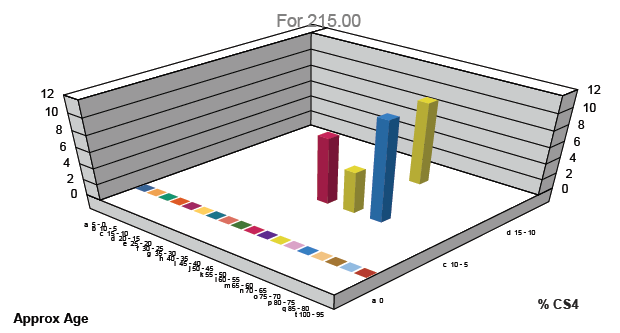 For 215.00
12
10
8
6
4
2
0
12
10
8
6
4
2
0
a 5 - 0
b 10 - 5
c 15 - 10
d 20 - 15
e 25 - 20
f 30 - 25
g 35 - 30
h 40 - 35
i 45 - 40
j 50 - 45
k 55 - 50
l 60 - 55
m 65 - 60
n 70 - 65
o 75 - 70
p 80 - 75
q 85 - 80
t 100 - 95
a 0
c 10 - 5
d 15 - 10
% CS4
Approx Age